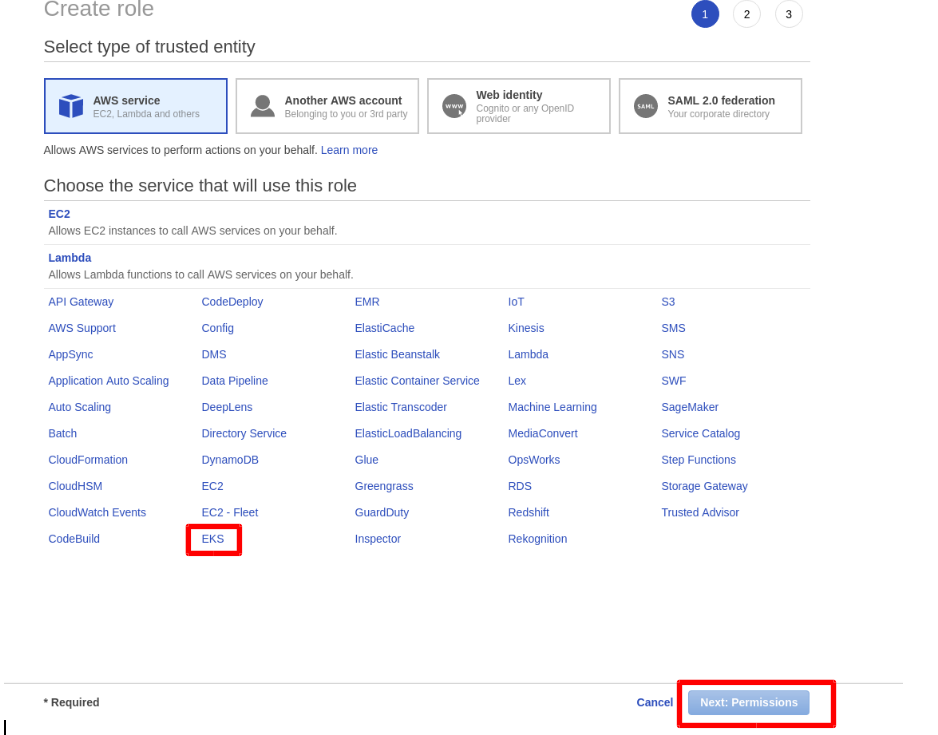 Create role
1 2 3
Select type of trusted entity
AWS service
EC2, Lambda and others
Another AWS account
Belonging to you or 3rd party
www
Web identity
Cognito or any OpenID
provider
SAML
SAML 2.0 federation
Your corporate directory
Allows AWS services to perform actions on your behalf. Learn more
Choose the service that will use this role
EC2
Allows EC2 instances to call AWS services on your behalf.
Lambda
Allows Lambda functions to call AWS services on your behalf.
API Gateway CodeDeploy EMR IoT S3
AWS Support Config ElastiCache Kinesis SMS
AppSync DMS Elastic Beanstalk Lambda SNS
Application Auto Scaling Data Pipeline Elastic Container Service Lex SWF
Auto Scaling DeepLens Elastic Transcoder Machine Learning SageMaker
Batch Directory Service ElasticLoadBalancing MediaConvert Service Catalog
CloudFormation DynamoDB Glue OpsWorks Step Functions
CloudHSM EC2 Greengrass RDS Storage Gateway
CloudWatch Events EC2 - Fleet GuardDuty Redshift Trusted Advisor
CodeBuild EKS Inspector Rekognition
* Required Cancel Next: Permissions